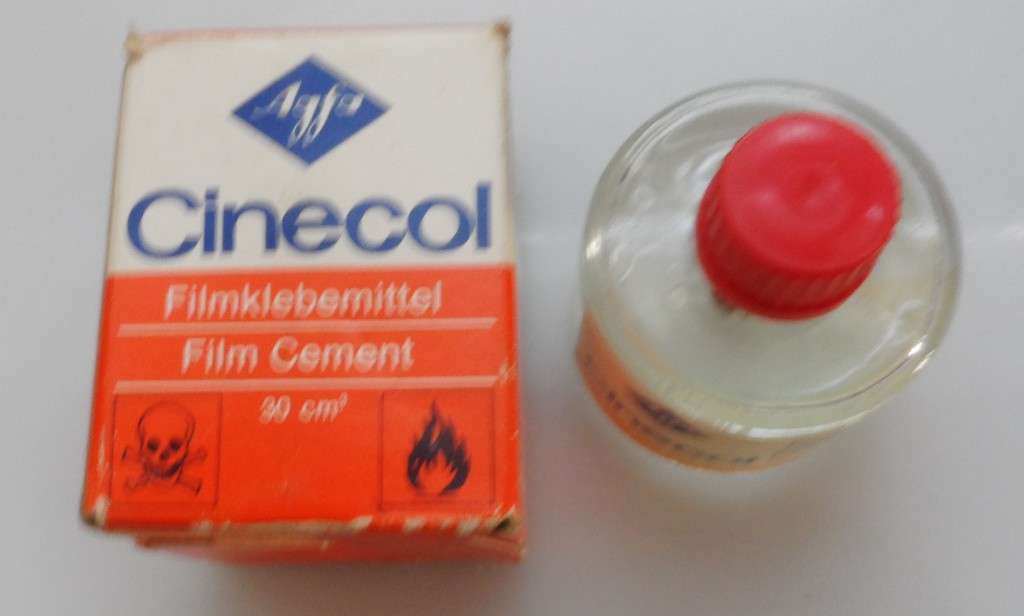 Agfa
Cinecol
Filmklebemittel
Film Cement
30 cm³